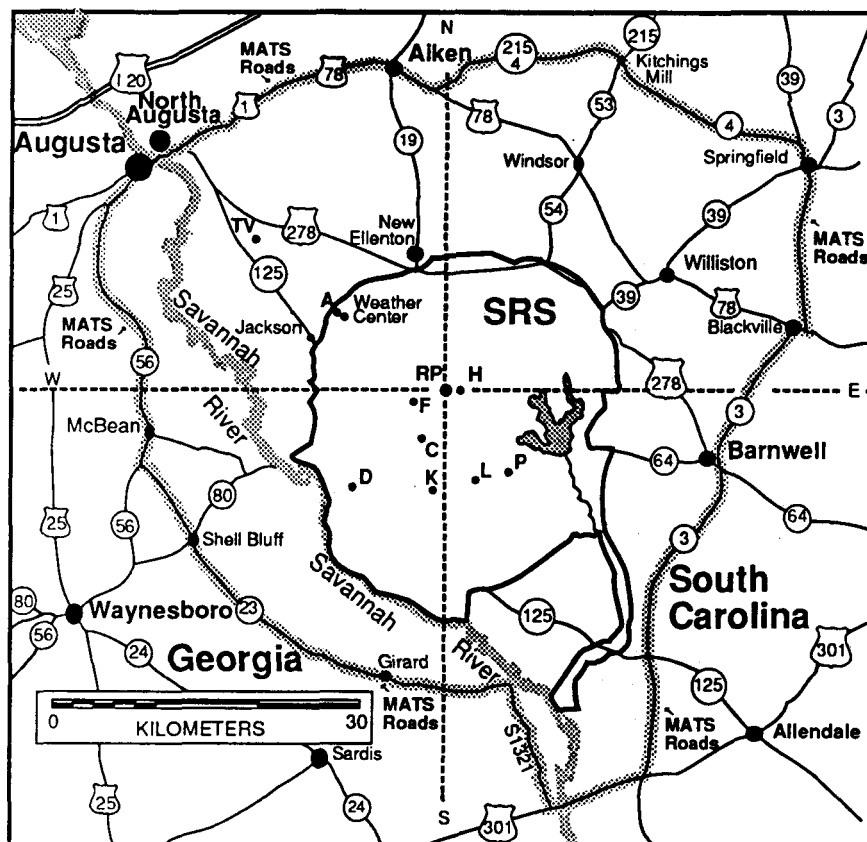 N
215
215
4
MATS
Roads
78
Aiken
Kitchings
Mill
I 20
39
3
North
Augusta
1
53
4
Augusta
19
78
Windsor
Springfield
54
39
1
TV
278
New
Ellenton
MATS
Roads
125
Williston
25
A
Weather
Center
SRS
39
78
MATS
Roads
Savannah
Jackson
Blackville
56
W
RP
H
278
E
F
3
McBean
River
C
Barnwell
64
D
K
L
P
80
25
56
64
Shell Bluff
3
Savannah
South
Carolina
80
Waynesboro
23
125
56
24
Georgia
River
301
Girard
125
0
30
KILOMETERS
MATS
Roads
S1321
MATS
Roads
Allendale
Sardis
25
24
S
301